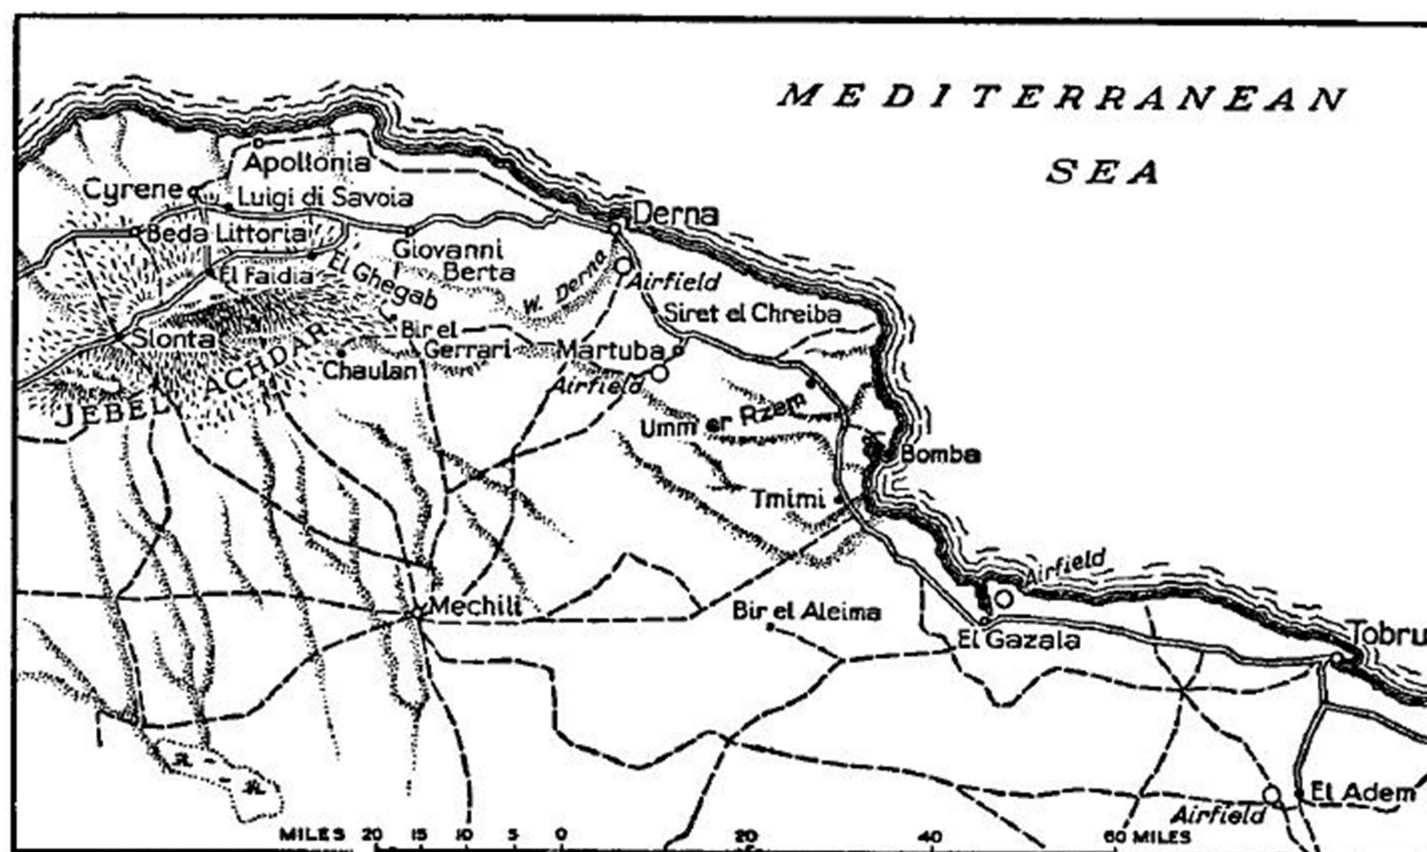 MEDITERRANEAN
SEA
Apollonia
Cyrene
Luigi di Savoia
Derna
Beda Littoria
Giovanni
Berta
El Faidia
El Ghegab
W. Derna
Airfield
Siret el Chreiba
Slonta
Bir el
Gerrari
Martuba
Chaulan
Airfield
JEBEL ACHDAR
Umm er Rzem
Bomba
Tmimi
Airfield
Mechili
Bir el Aleima
El Gazala
Tobru
El Adem
Airfield
MILES 20 15 10 5 0 20 40 60 MILES